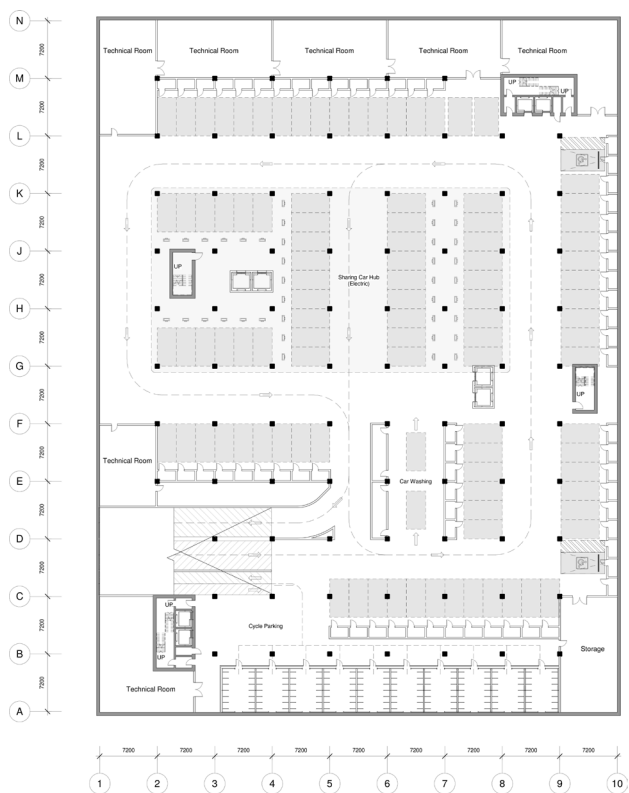 N
7200
Technical Room
Technical Room
Technical Room
Technical Room
Technical Room
M
7200
UP
UP
L
7200
K
7200
J
UP
Sharing Car Hub
(Electric)
7200
H
7200
G
7200
UP
F
7200
Technical Room
Car Washing
E
7200
D
7200
C
UP
Cycle Parking
7200
Storage
B
UP
7200
Technical Room
A
7200 7200 7200 7200 7200 7200 7200 7200 7200
1 2 3 4 5 6 7 8 9 10